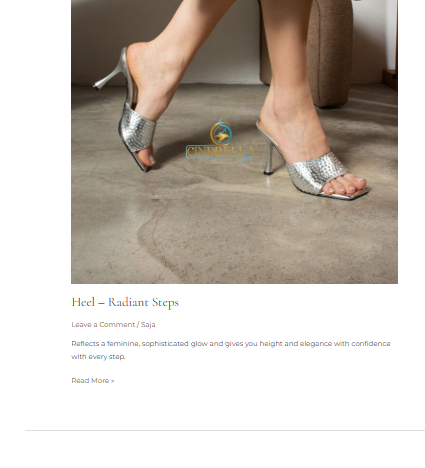 CINDRELLA
Heel – Radiant Steps
Leave a Comment / Saja
Reflects a feminine, sophisticated glow and gives you height and elegance with confidence
with every step.
Read More »